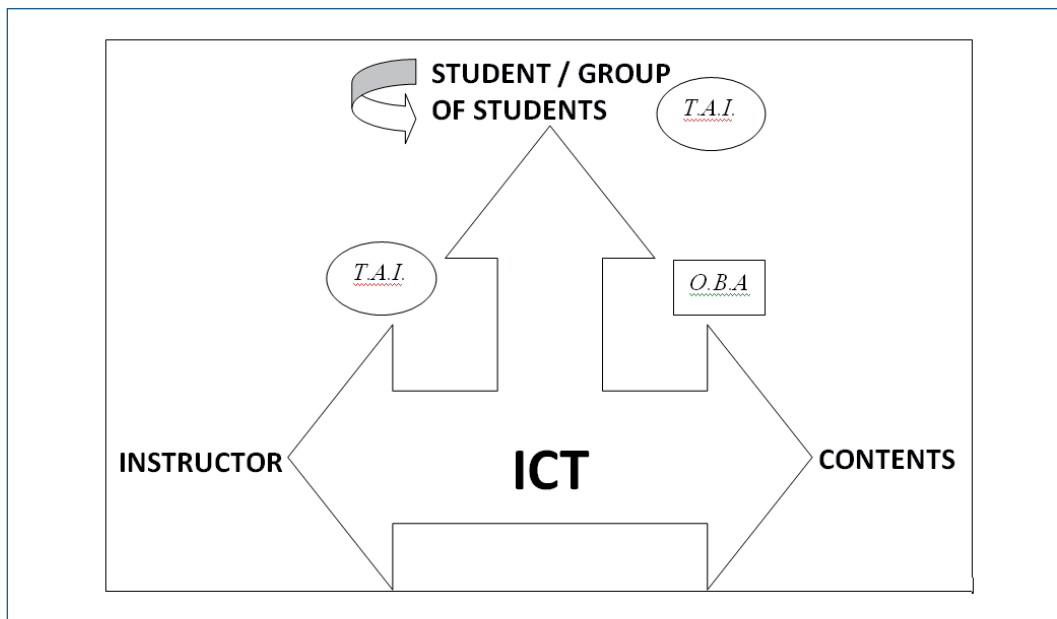 STUDENT / GROUP
OF STUDENTS
T.A.I.
T.A.I.
O.B.A
INSTRUCTOR
ICT
CONTENTS